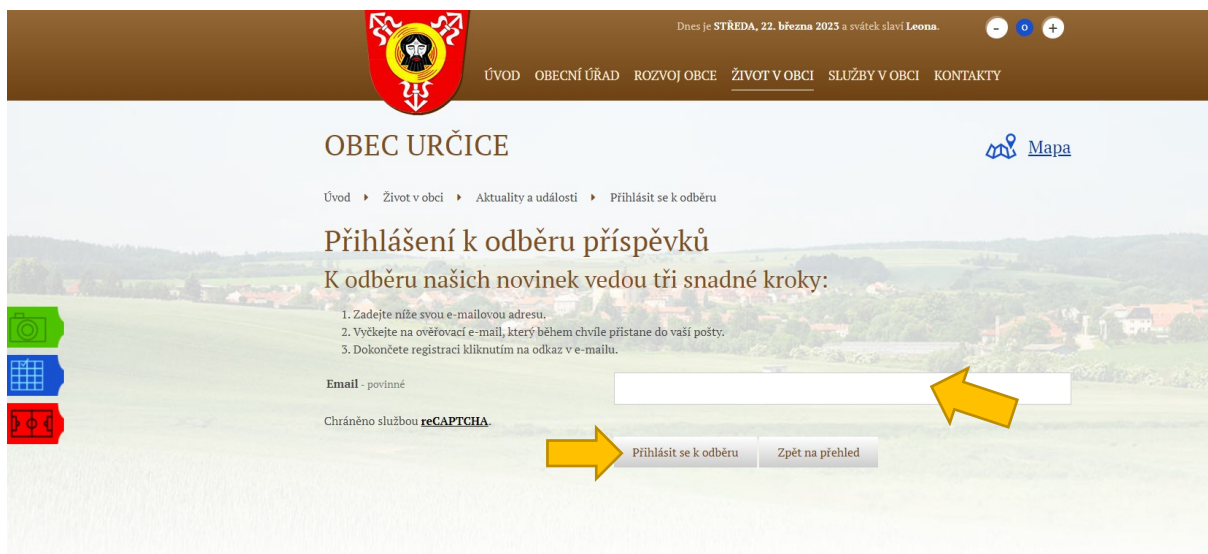 Dnes je STŘEDA, 22. března 2023 a svátek slaví Leona.
- 0 +
ÚVOD OBECNÍ ÚŘAD ROZVOJ OBCE ŽIVOT V OBCI SLUŽBY V OBCI KONTAKTY
OBEC URČICE
Mapa
Úvod Život v obci Aktuality a události Přihlásit se k odběru
Přihlášení k odběru příspěvků
K odběru našich novinek vedou tři snadné kroky:
1. Zadejte níže svou e-mailovou adresu.
2. Vyčkejte na ověřovací e-mail, který během chvíle přistane do vaší pošty.
3. Dokončete registraci kliknutím na odkaz v e-mailu.
Email - povinné
Chráněno službou reCAPTCHA.
Přihlásit se k odběru Zpět na přehled